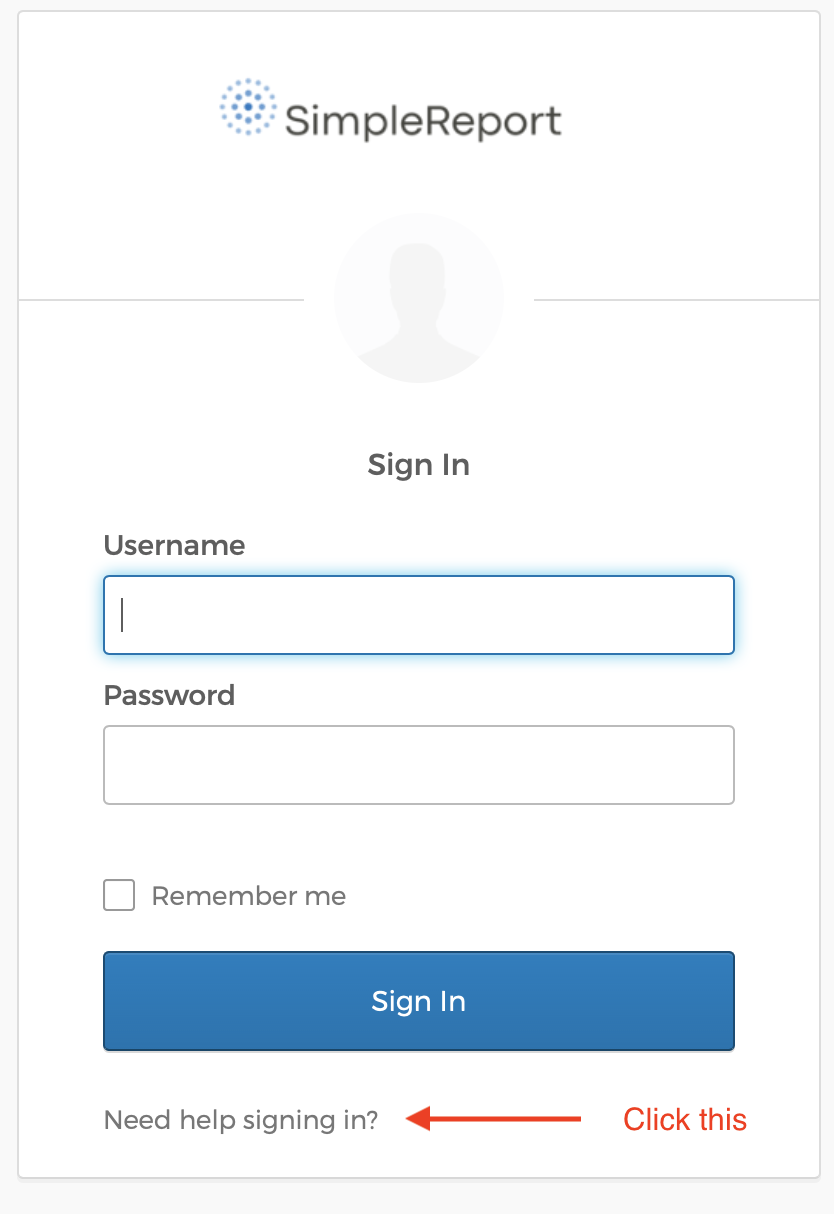 SimpleReport
Sign In
Username
Password
Remember me
Sign In
Need help signing in? Click this